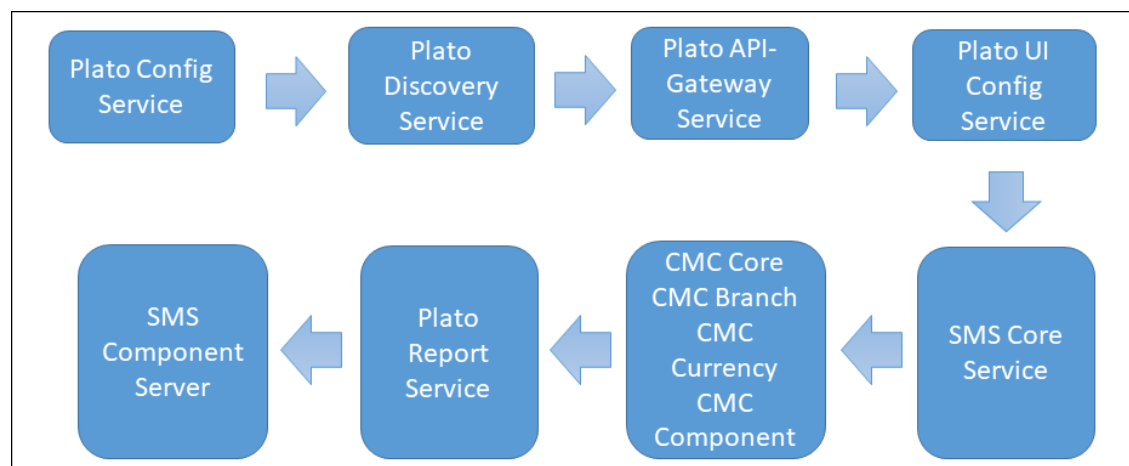 Plato Config
Service
Plato
Discovery
Service
Plato API-
Gateway
Service
Plato UI
Config
Service
SMS
Component
Server
Plato
Report
Service
CMC Core
CMC Branch
CMC
Currency
CMC
Component
SMS Core
Service